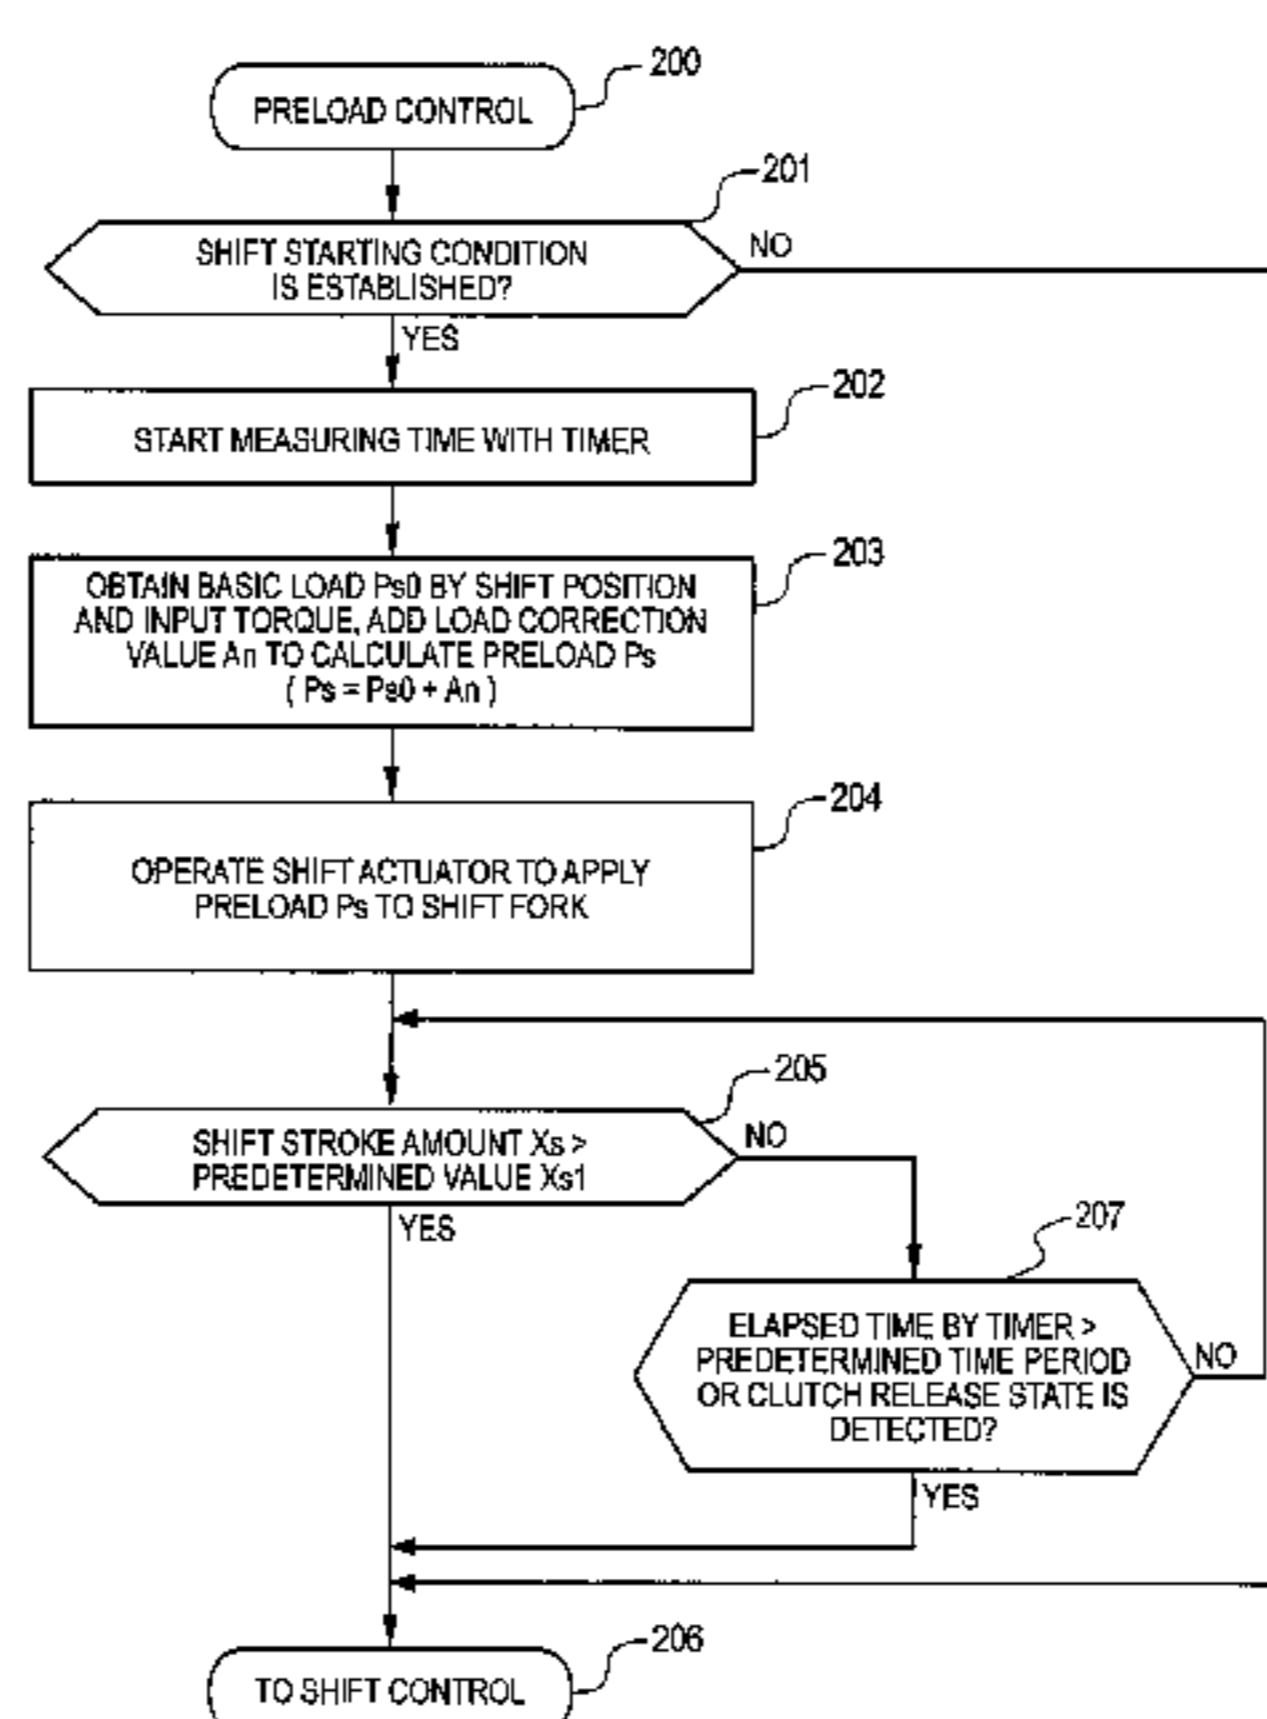 200
PRELOAD CONTROL
201
SHIFT STARTING CONDITION
IS ESTABLISHED?
NO
YES
202
START MEASURING TIME WITH TIMER
203
OBTAIN BASIC LOAD Ps0 BY SHIFT POSITION
AND INPUT TORQUE, ADD LOAD CORRECTION
VALUE An TO CALCULATE PRELOAD Ps
( Ps = Ps0 + An )
204
OPERATE SHIFT ACTUATOR TO APPLY
PRELOAD Ps TO SHIFT FORK
205
SHIFT STROKE AMOUNT Xs >
PREDETERMINED VALUE Xs1
NO
YES
207
ELAPSED TIME BY TIMER >
PREDETERMINED TIME PERIOD
OR CLUTCH RELEASE STATE IS
DETECTED?
NO
YES
206
TO SHIFT CONTROL